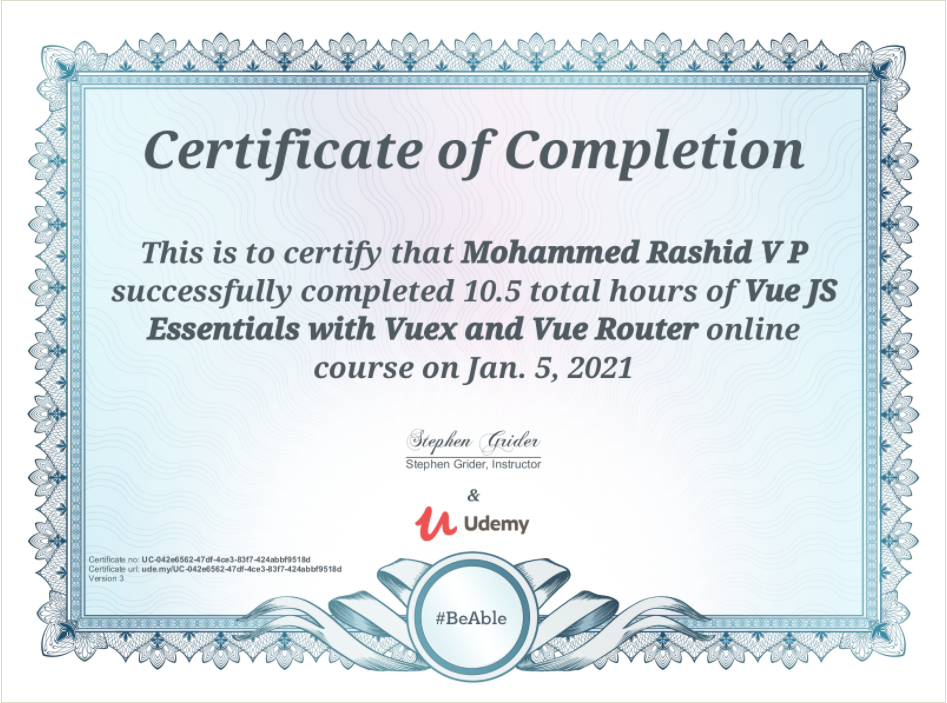 Certificate of Completion
This is to certify that Mohammed Rashid V P
successfully completed 10.5 total hours of Vue JS
Essentials with Vuex and Vue Router online
course on Jan. 5, 2021
Stephen Grider
Stephen Grider, Instructor
&
Udemy
Certificate no: UC-042e6562-47df-4ce3-83f7-424abbf9518d
Certificate url: ude.my/UC-042e6562-47df-4ce3-83f7-424abbf9518d
Version 3
#BeAble